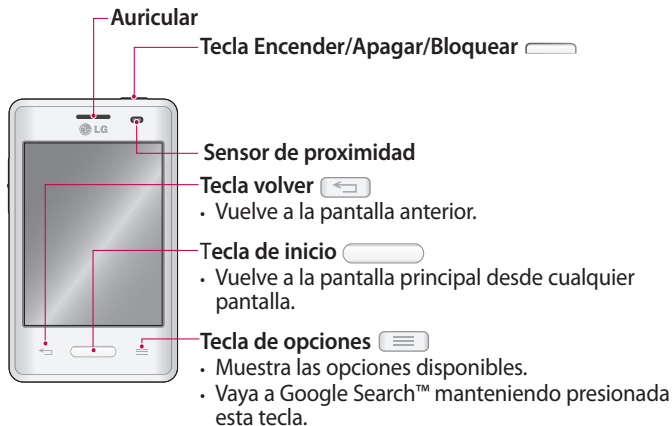 Auricular
Tecla Encender/Apagar/Bloquear
LG
Sensor de proximidad
Tecla volver
• Vuelve a la pantalla anterior.
Tecla de inicio
• Vuelve a la pantalla principal desde cualquier
pantalla.
Tecla de opciones
• Muestra las opciones disponibles.
• Vaya a Google Search™ manteniendo presionada
esta tecla.